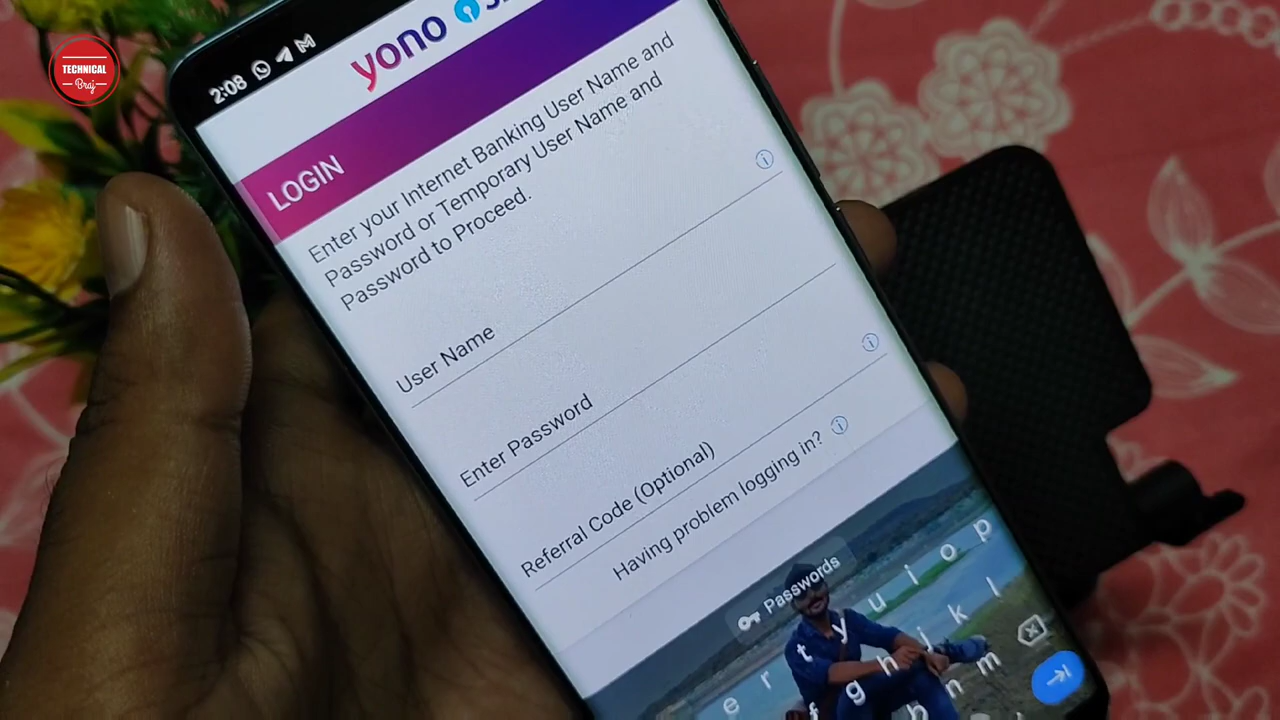 TECHNICAL
Braj
2:08
yono
LOGIN
Enter your Internet Banking User Name and
Password or Temporary User Name and
Password to Proceed.
User Name
Enter Password
Referral Code (Optional)
Having problem logging in?
Passwords
e r t y u i o p
f g h j k l
n m